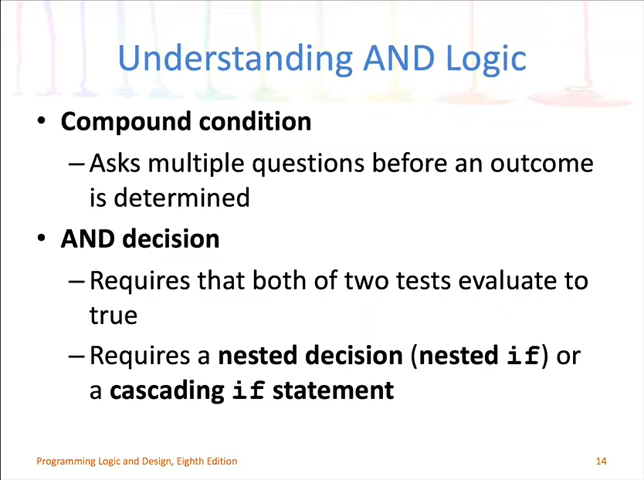 Understanding AND Logic
• Compound condition
–Asks multiple questions before an outcome
is determined
• AND decision
–Requires that both of two tests evaluate to
true
–Requires a nested decision (nested if) or
a cascading if statement
Programming Logic and Design, Eighth Edition
14